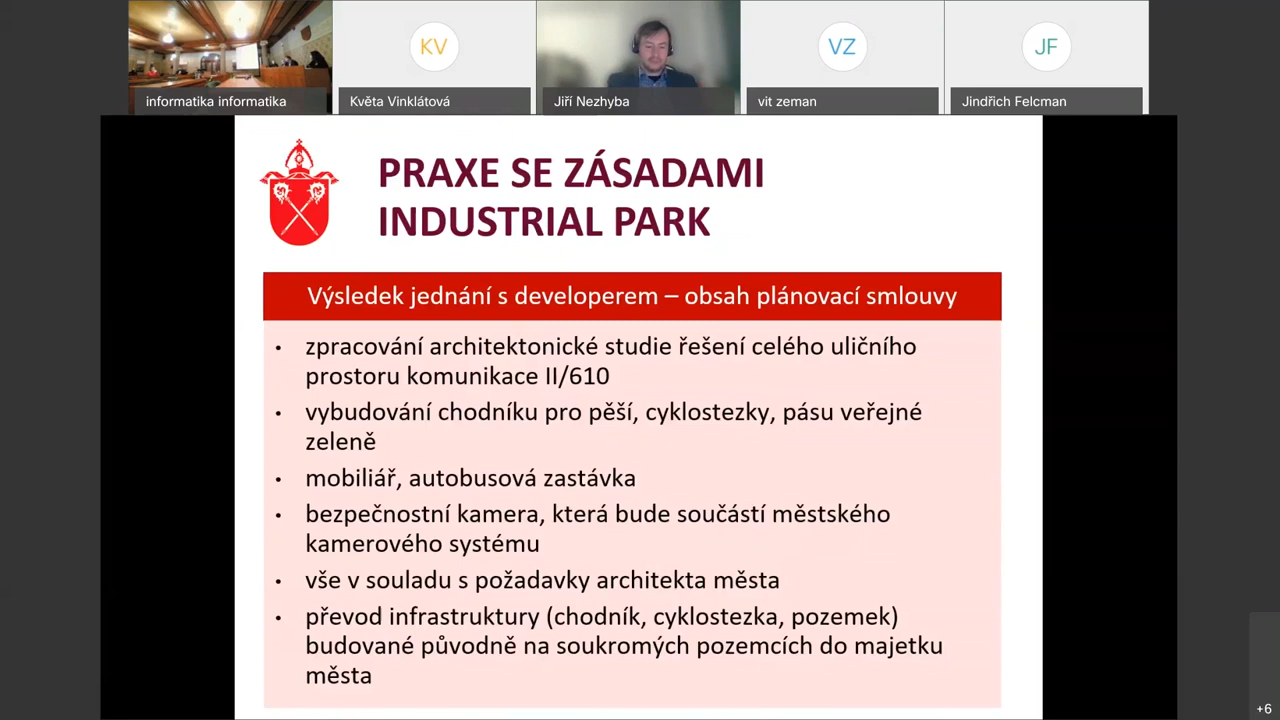 KV
VZ
JF
informatika informatika
Květa Vinklátová
Jiří Nezhyba
vit zeman
Jindřich Felcman
PRAXE SE ZÁSADAMI
INDUSTRIAL PARK
Výsledek jednání s developerem – obsah plánovací smlouvy
• zpracování architektonické studie řešení celého uličního
prostoru komunikace II/610
• vybudování chodníku pro pěší, cyklostezky, pásu veřejné
zeleně
• mobiliář, autobusová zastávka
• bezpečnostní kamera, která bude součástí městského
kamerového systému
• vše v souladu s požadavky architekta města
• převod infrastruktury (chodník, cyklostezka, pozemek)
budované původně na soukromých pozemcích do majetku
města
+6